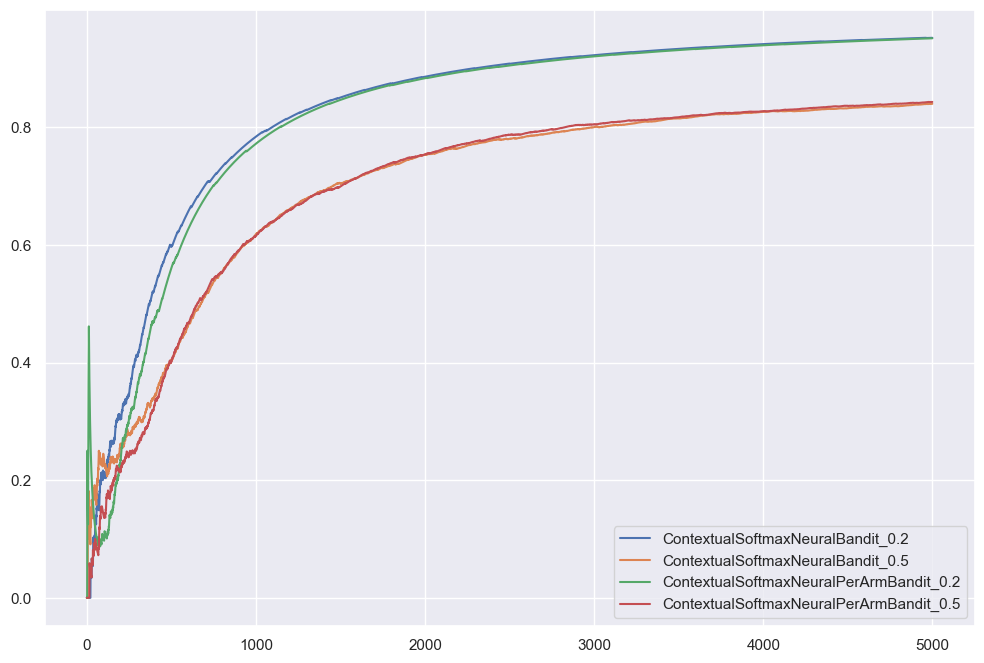 0.8
0.6
0.4
0.2
0.0
0
1000
2000
3000
4000
5000
ContextualSoftmaxNeuralBandit_0.2
ContextualSoftmaxNeuralBandit_0.5
ContextualSoftmaxNeuralPerArmBandit_0.2
ContextualSoftmaxNeuralPerArmBandit_0.5